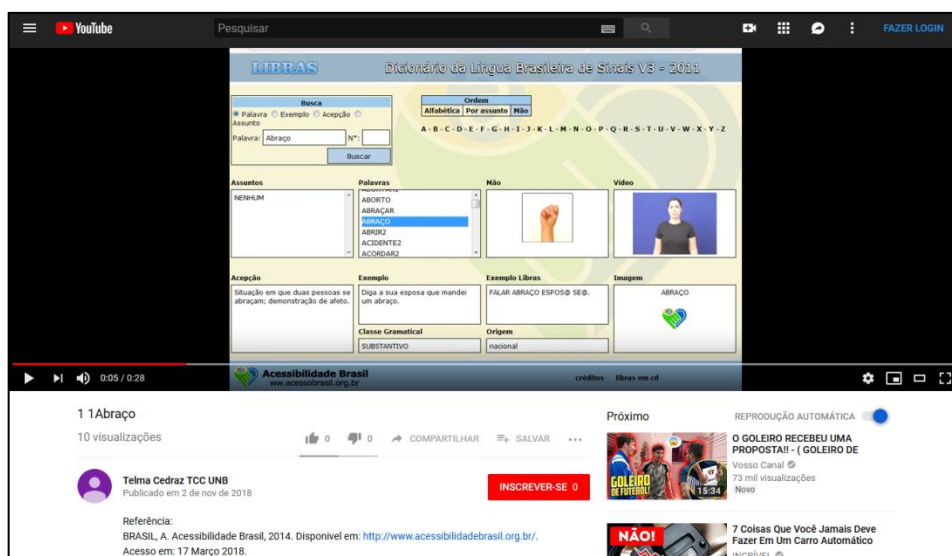 YouTube
Pesquisar
FAZER LOGIN
LIBRAS
Dicionário da Língua Brasileira de Sinais V3 - 2011
Busca
Palavra Exemplo Acepção
Assunto
Palavra: Abraço Nº:
Buscar
Ordem
Alfabética Por assunto Mão
A - B - C - D - E - F - G - H - I - J - K - L - M - N - O - P - Q - R - S - T - U - V - W - X - Y - Z
Assuntos
NENHUM
Palavras
ABORTO
ABRAÇAR
ABRAÇO
ABRIR2
ACIDENTE2
ACORDAR2
Mão
Vídeo
Acepção
Situação em que duas pessoas se
abraçam; demonstração de afeto.
Exemplo
Diga a sua esposa que mandei
um abraço.
Exemplo Libras
FALAR ABRAÇO ESPOS@ SE@.
Imagem
ABRAÇO
Classe Gramatical
SUBSTANTIVO
Origem
nacional
Acessibilidade Brasil
www.acessobrasil.org.br
créditos libras em cd
0:05 / 0:28
1 1Abraço
10 visualizações
0 0 COMPARTILHAR SALVAR
Telma Cedraz TCC UNB
Publicado em 2 de nov de 2018
INSCREVER-SE 0
Referência:
BRASIL, A. Acessibilidade Brasil, 2014. Disponivel em: http://www.acessibilidadebrasil.org.br/.
Acesso em: 17 Março 2018.
Próximo
REPRODUÇÃO AUTOMÁTICA
GOLEIRO
DE FUTEBOL!
15:34
O GOLEIRO RECEBEU UMA
PROPOSTA!! - ( GOLEIRO DE
Vosso Canal
73 mil visualizações
Novo
NÃO!
7 Coisas Que Você Jamais Deve
Fazer Em Um Carro Automático
INCRÍVEL